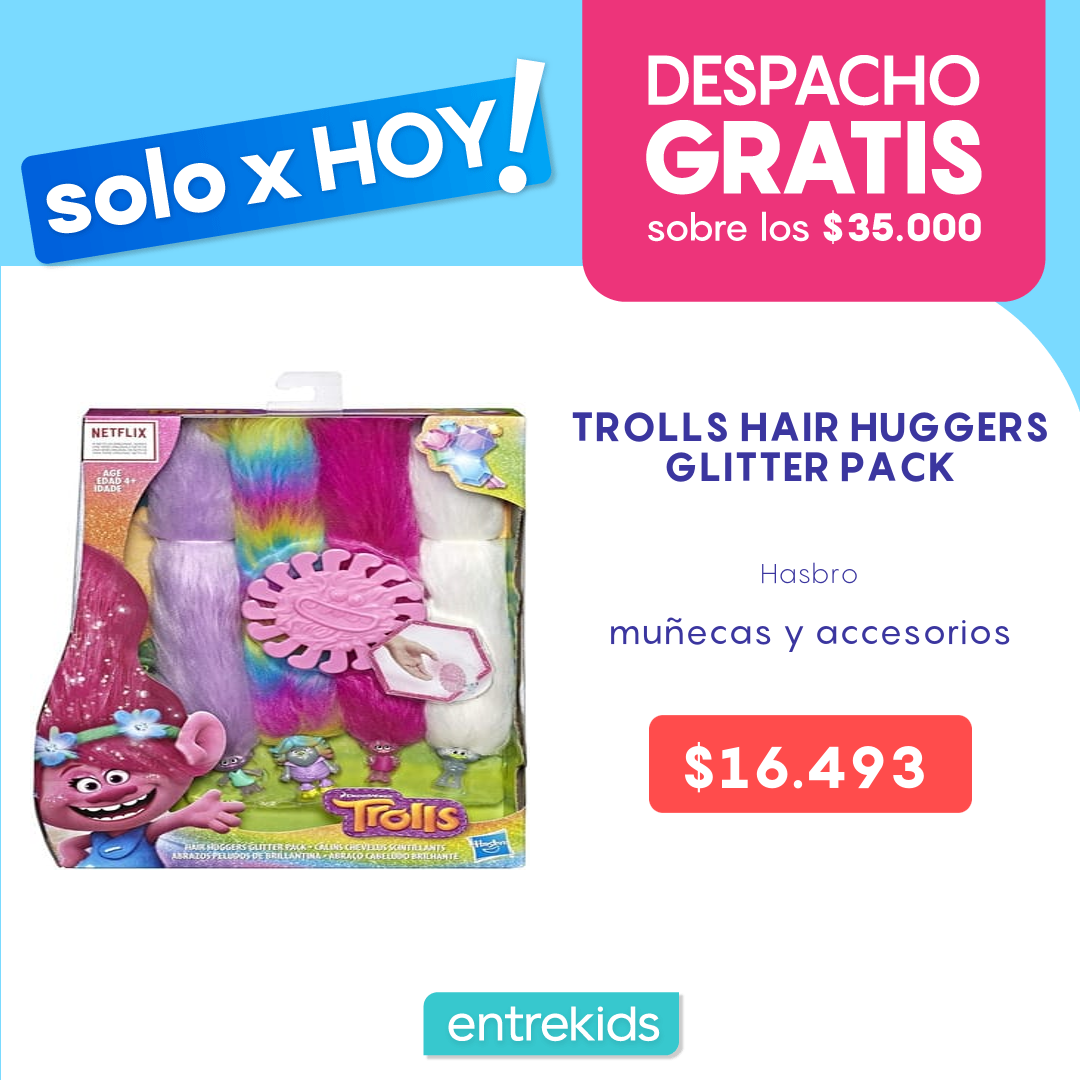 solo x HOY!
DESPACHO
GRATIS
sobre los $35.000
NETFLIX
AGE
EDAD 4+
IDADE
TROLLS HAIR HUGGERS
GLITTER PACK
Hasbro
muñecas y accesorios
$16.493
Trolls
HAIR HUGGERS GLITTER PACK • CÂLINS CHEVELUS SCINTILLANTS
ABRAZOS PELUDOS DE BRILLANTINA • ABRAÇO CABELUDO BRILHANTE
Hasbro
entrekids